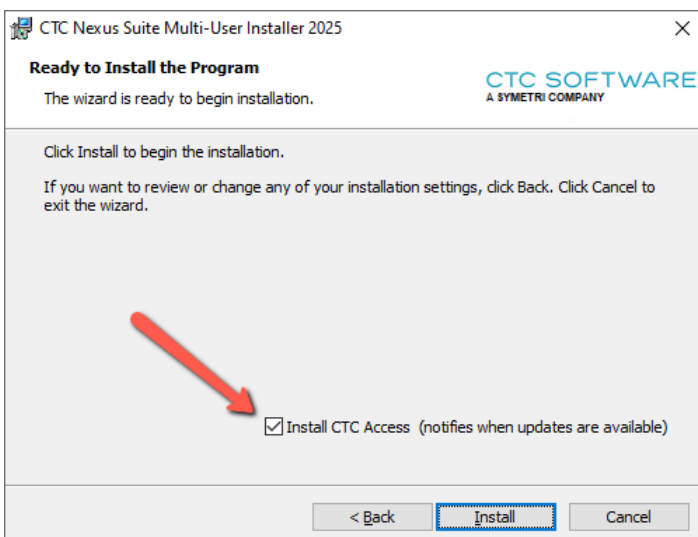 CTC Nexus Suite Multi-User Installer 2025
Ready to Install the Program
The wizard is ready to begin installation.
CTC SOFTWARE
A SYMETRI COMPANY
Click Install to begin the installation.
If you want to review or change any of your installation settings, click Back. Click Cancel to
exit the wizard.
Install CTC Access  (notifies when updates are available)
< Back
Install
Cancel